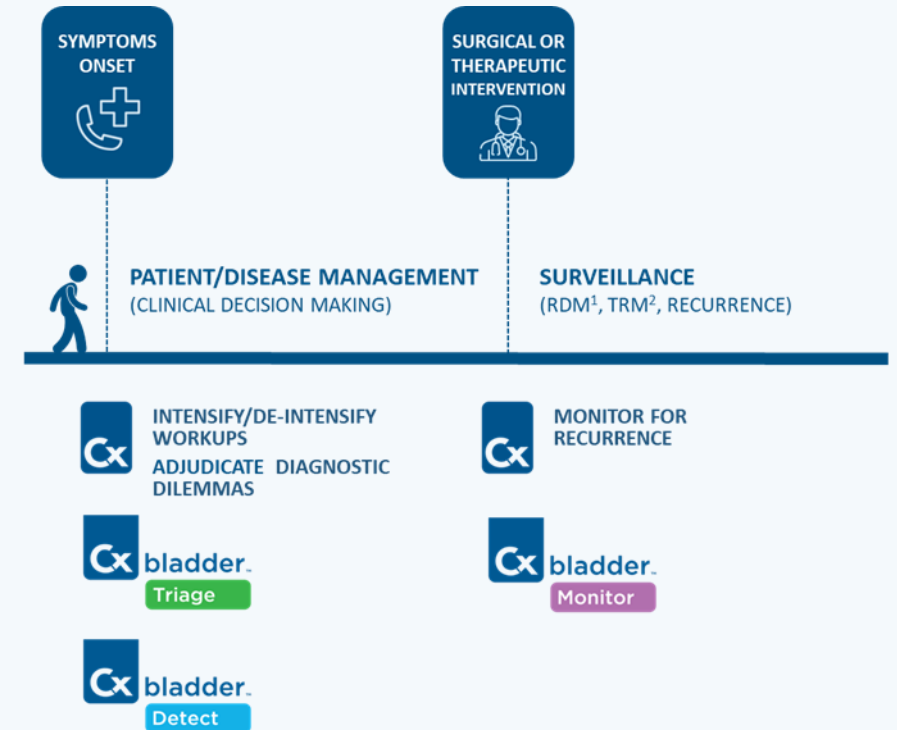 SYMPTOMS
ONSET
SURGICAL OR
THERAPEUTIC
INTERVENTION
PATIENT/DISEASE MANAGEMENT
(CLINICAL DECISION MAKING)
SURVEILLANCE
(RDM¹, TRM², RECURRENCE)
Cx
INTENSIFY/DE-INTENSIFY
WORKUPS
ADJUDICATE DIAGNOSTIC
DILEMMAS
Cx
MONITOR FOR
RECURRENCE
Cx bladder
Triage
Cx bladder
Monitor
Cx bladder
Detect